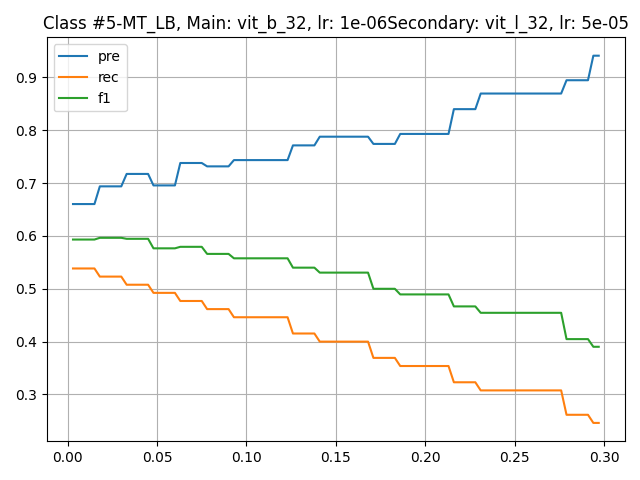 Class #5-MT_LB, Main: vit_b_32, lr: 1e-06Secondary: vit_l_32, lr: 5e-05
pre
rec
f1
0.9
0.8
0.7
0.6
0.5
0.4
0.3
0.00 0.05 0.10 0.15 0.20 0.25 0.30